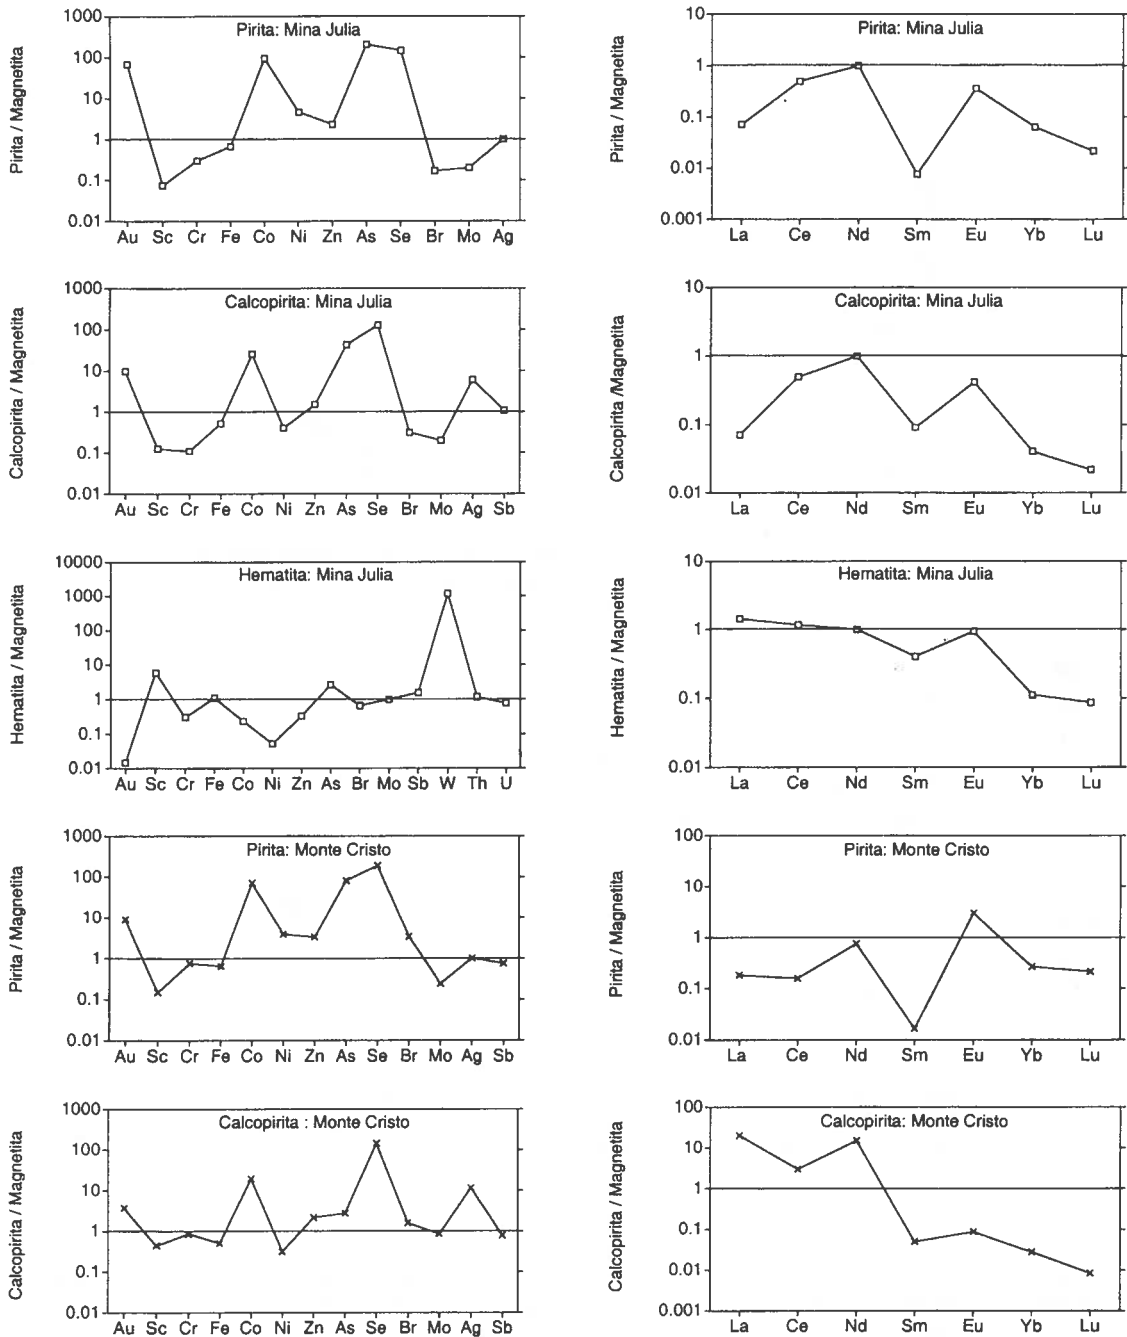 Pirita: Mina Julia
Pirita / Magnetita
1000
100
10
1
0.1
0.01
Au Sc Cr Fe Co Ni Zn As Se Br Mo Ag
Pirita: Mina Julia
Pirita / Magnetita
10
1
0.1
0.01
0.001
La Ce Nd Sm Eu Yb Lu
Calcopirita: Mina Julia
Calcopirita / Magnetita
1000
100
10
1
0.1
0.01
Au Sc Cr Fe Co Ni Zn As Se Br Mo Ag Sb
Calcopirita: Mina Julia
Calcopirita /Magnetita
10
1
0.1
0.01
La Ce Nd Sm Eu Yb Lu
Hematita: Mina Julia
Hematita / Magnetita
10000
1000
100
10
1
0.1
0.01
Au Sc Cr Fe Co Ni Zn As Br Mo Sb W Th U
Hematita: Mina Julia
Hematita / Magnetita
10
1
0.1
0.01
La Ce Nd Sm Eu Yb Lu
Pirita: Monte Cristo
Pirita / Magnetita
1000
100
10
1
0.1
0.01
Au Sc Cr Fe Co Ni Zn As Se Br Mo Ag Sb
Pirita: Monte Cristo
Pirita / Magnetita
100
10
1
0.1
0.01
La Ce Nd Sm Eu Yb Lu
Calcopirita : Monte Cristo
Calcopirita / Magnetita
1000
100
10
1
0.1
0.01
Au Sc Cr Fe Co Ni Zn As Se Br Mo Ag Sb
Calcopirita: Monte Cristo
Calcopirita / Magnetita
100
10
1
0.1
0.01
0.001
La Ce Nd Sm Eu Yb Lu